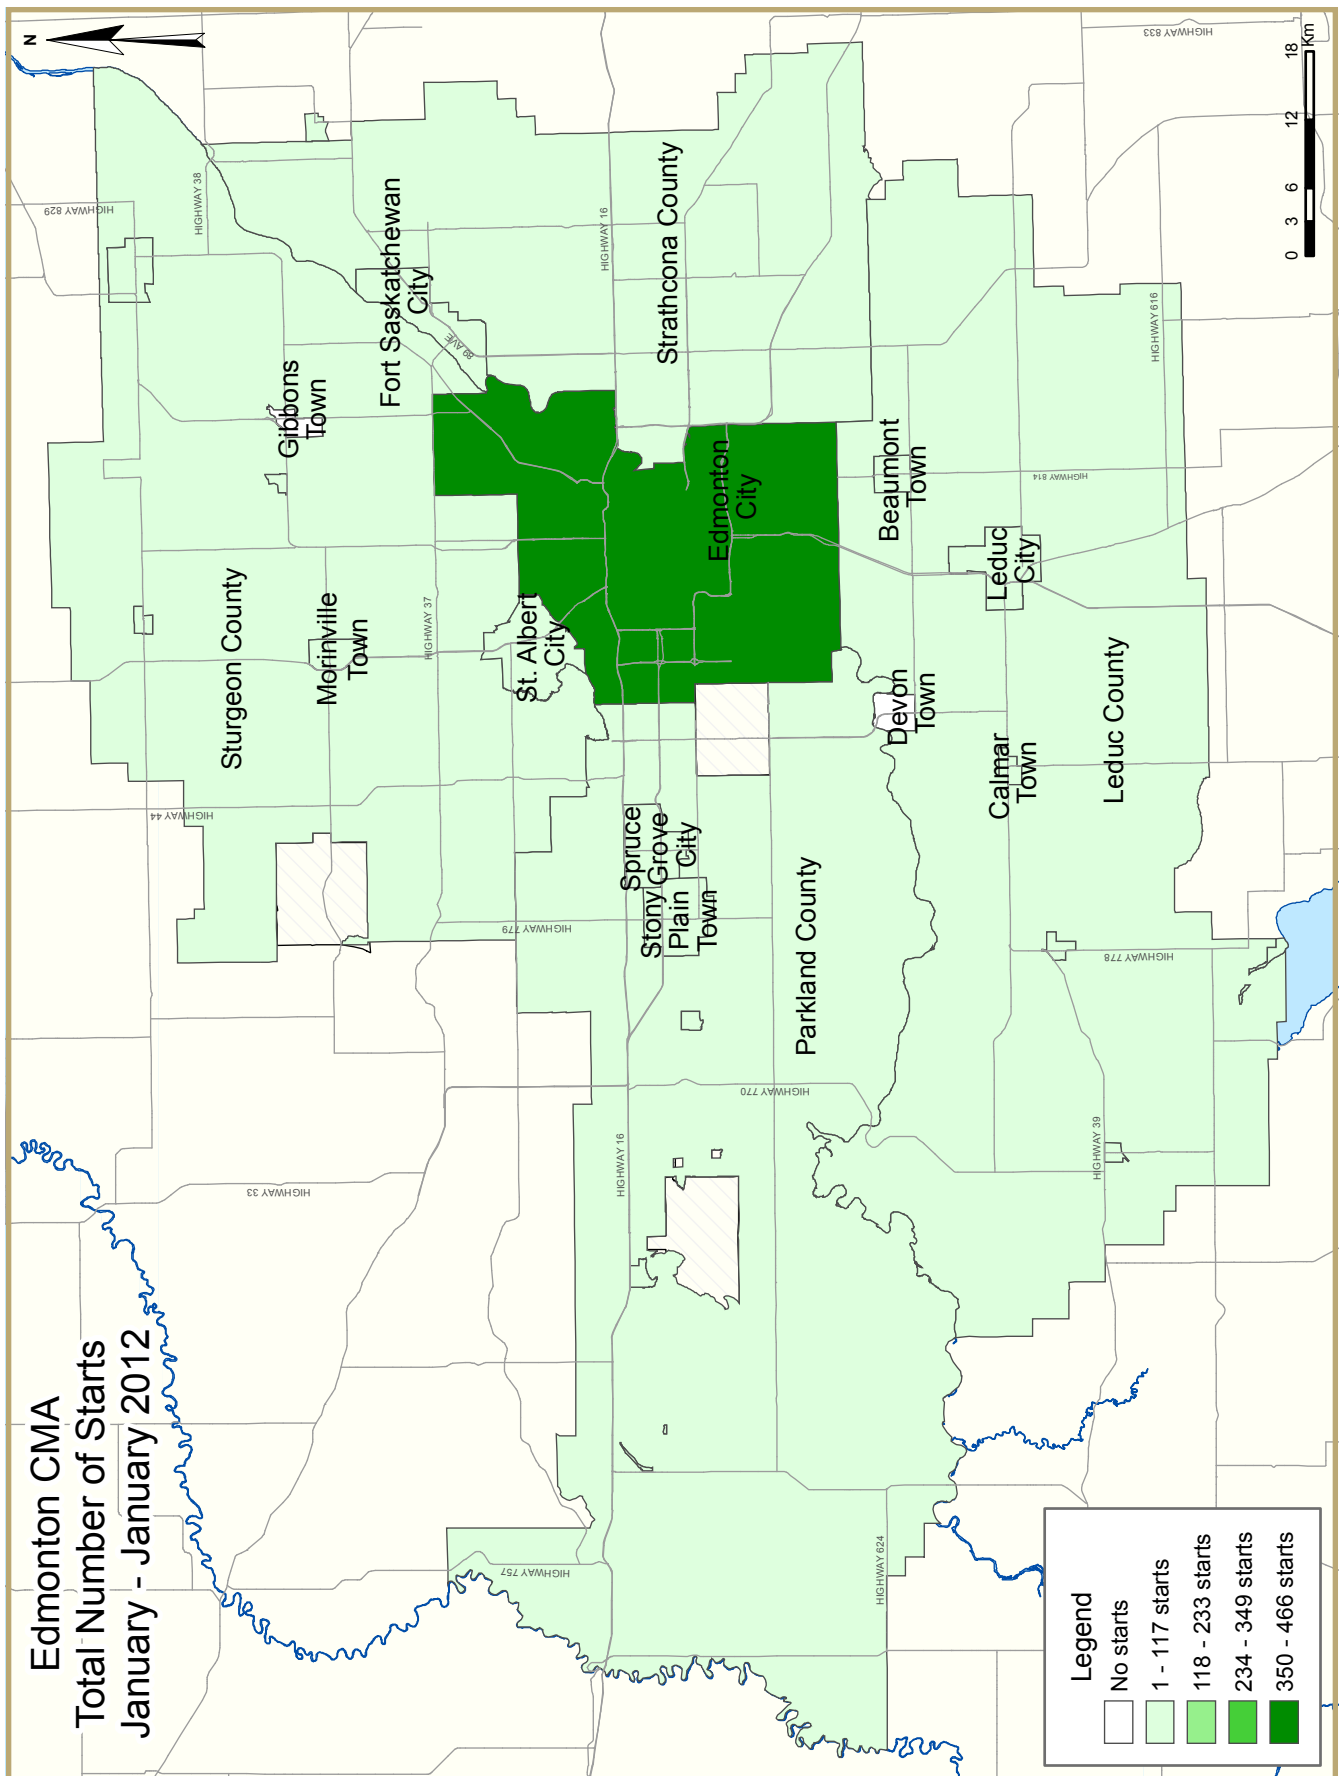 Edmonton CMA
Total Number of Starts
January - January 2012
N
HIGHWAY 829
HIGHWAY 38
HIGHWAY 833
Fort Saskatchewan
City
HIGHWAY 16
Strathcona County
89 AVE
Gibbons
Town
HIGHWAY 616
Edmonton
City
Beaumont
Town
HIGHWAY 814
Sturgeon County
Morinville
Town
HIGHWAY 37
St. Albert
City
Leduc
City
Devon
Town
Calmar
Town
Leduc County
HIGHWAY 44
Spruce
Grove
City
Stony
Plain
Town
Parkland County
HIGHWAY 779
HIGHWAY 778
HIGHWAY 770
HIGHWAY 33
HIGHWAY 16
HIGHWAY 39
HIGHWAY 757
HIGHWAY 624
0 3 6 12 18
Km
Legend
No starts
1 - 117 starts
118 - 233 starts
234 - 349 starts
350 - 466 starts